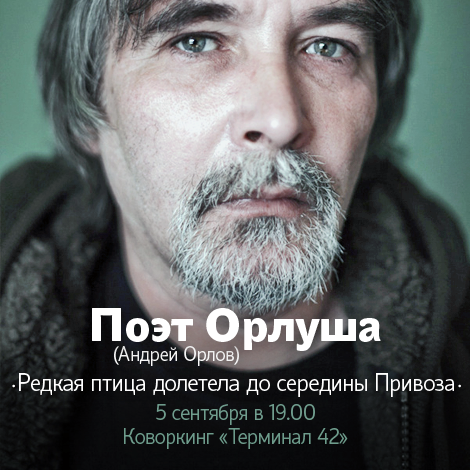 Поэт Орлуша
(Андрей Орлов)
·Редкая птица долетела до середины Привоза·
5 сентября в 19.00
Коворкинг «Терминал 42»